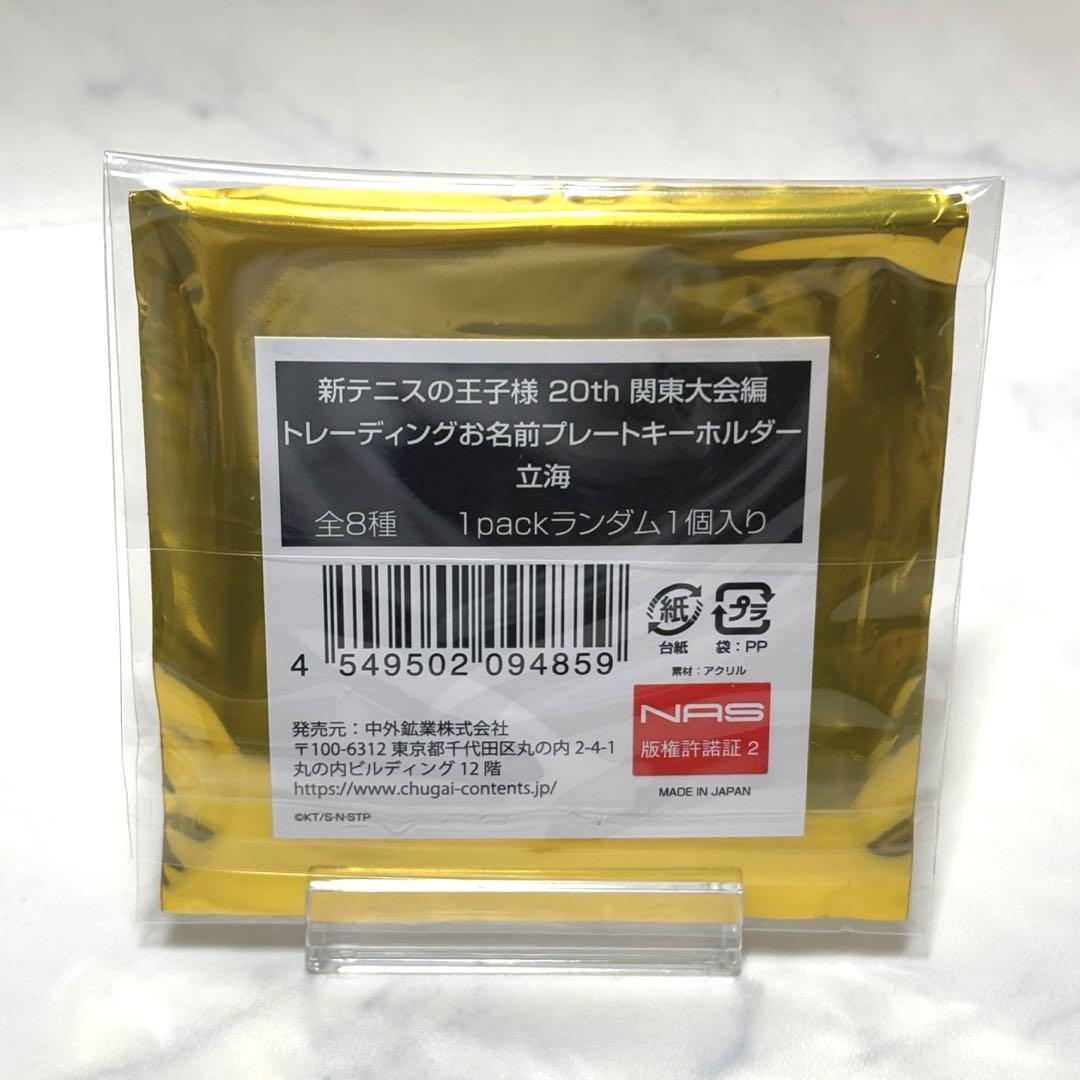 新テニスの王子様 20th 関東大会編
トレーディングお名前プレートキーホルダー
立海
全8種 1packランダム1個入り
4 549502 094859
紙 プラ
台紙 袋:PP
素材:アクリル
NAS
版権許諾証 2
MADE IN JAPAN
発売元:中外鉱業株式会社
〒100-6312 東京都千代田区丸の内 2-4-1
丸の内ビルディング 12 階
https://www.chugai-contents.jp/
©KT/S·N·STP